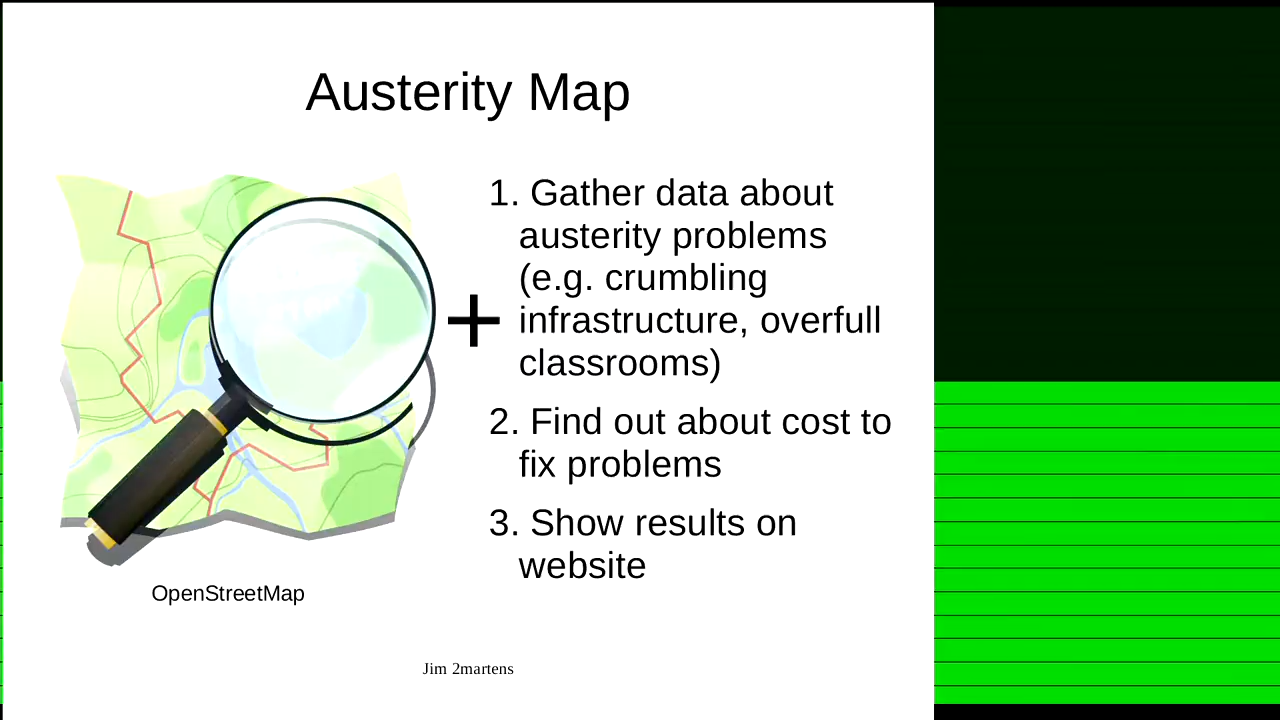 Austerity Map
1. Gather data about
austerity problems
(e.g. crumbling
infrastructure, overfull
classrooms)
2. Find out about cost to
fix problems
3. Show results on
website
+
OpenStreetMap
Jim 2martens